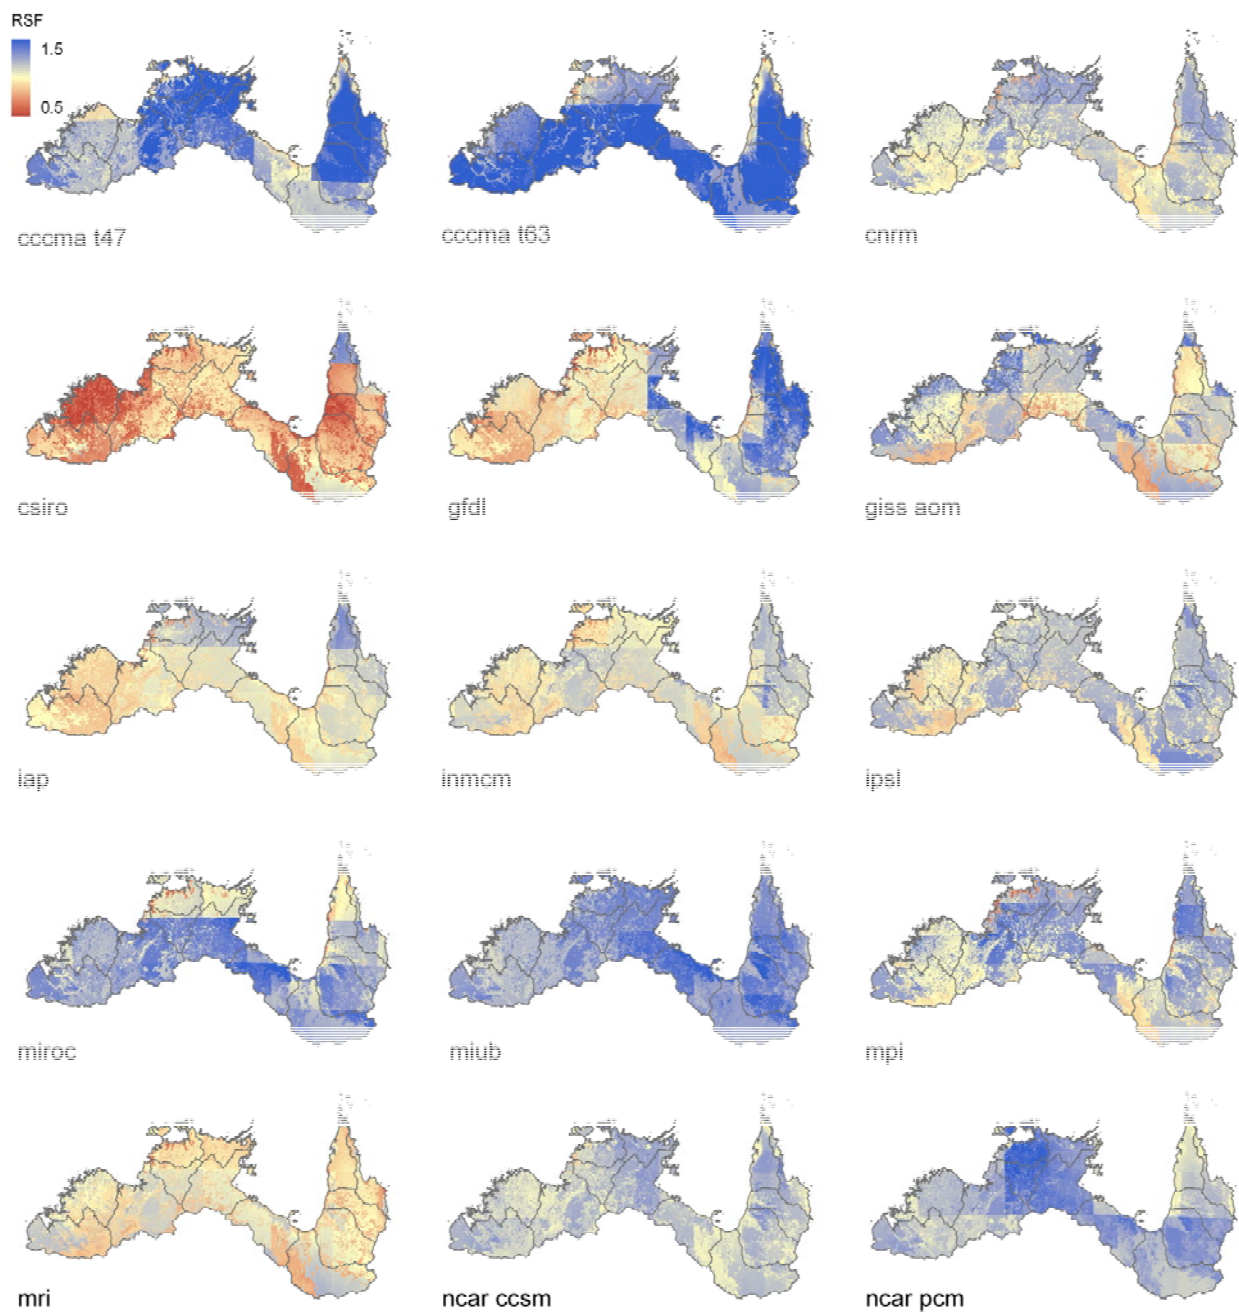 RSF
1.5
0.5
cccma t47
cccma t63
cnrm
csiro
gfdl
giss aom
iap
inmcm
ipsl
miroc
miub
mpi
mri
ncar ccsm
ncar pcm